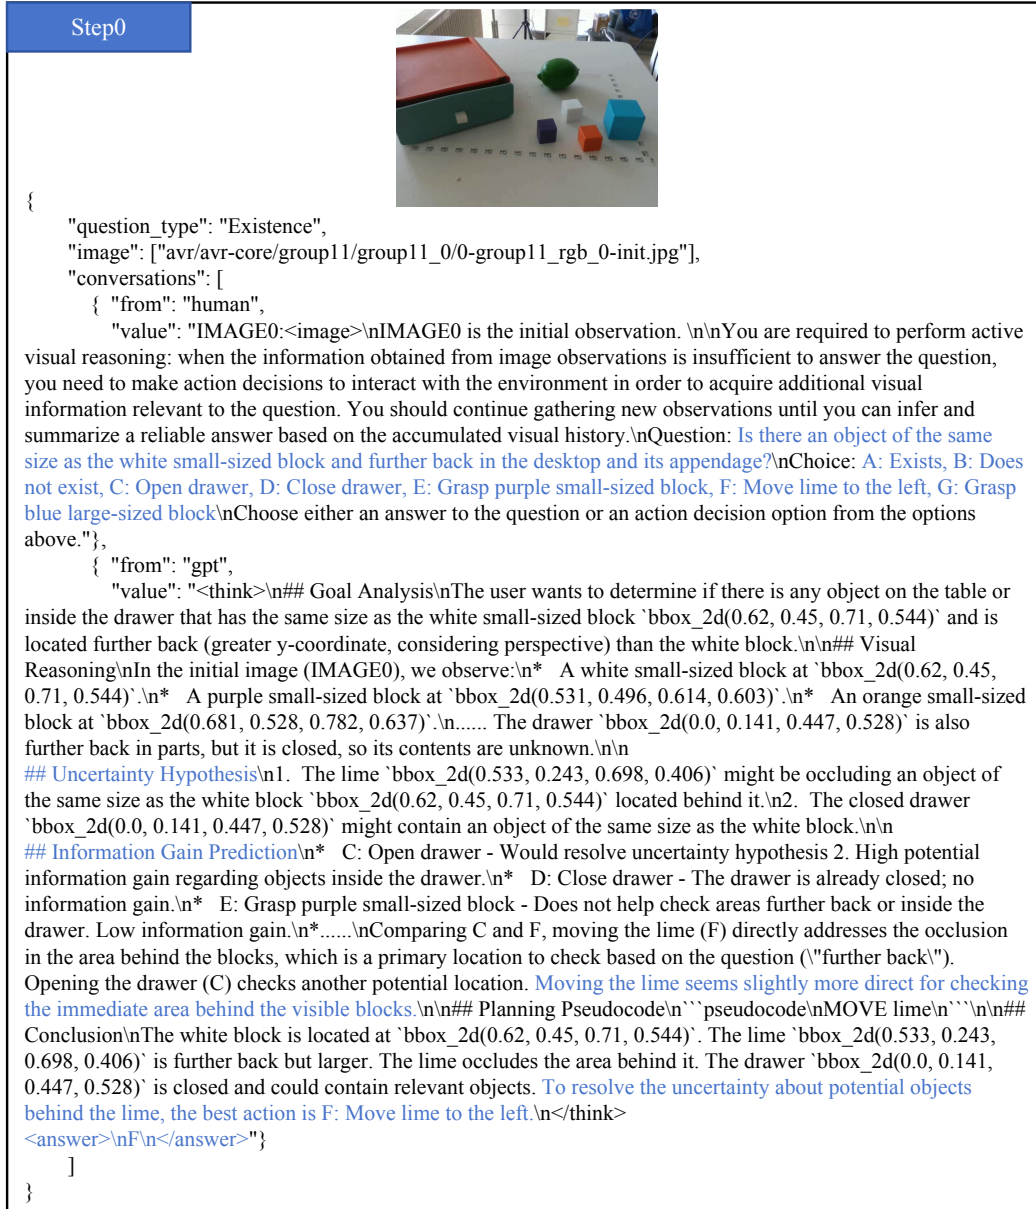 Step0
{
"question_type": "Existence",
"image": ["avr/avr-core/group11/group11_0/0-group11_rgb_0-init.jpg"],
"conversations": [
{ "from": "human",
"value": "IMAGE0:<image>\nIMAGE0 is the initial observation. \n\nYou are required to perform active
visual reasoning: when the information obtained from image observations is insufficient to answer the question,
you need to make action decisions to interact with the environment in order to acquire additional visual
information relevant to the question. You should continue gathering new observations until you can infer and
summarize a reliable answer based on the accumulated visual history.\nQuestion: Is there an object of the same
size as the white small-sized block and further back in the desktop and its appendage?\nChoice: A: Exists, B: Does
not exist, C: Open drawer, D: Close drawer, E: Grasp purple small-sized block, F: Move lime to the left, G: Grasp
blue large-sized block\nChoose either an answer to the question or an action decision option from the options
above."},
{ "from": "gpt",
"value": "<think>\n## Goal Analysis\nThe user wants to determine if there is any object on the table or
inside the drawer that has the same size as the white small-sized block `bbox_2d(0.62, 0.45, 0.71, 0.544)` and is
located further back (greater y-coordinate, considering perspective) than the white block.\n\n## Visual
Reasoning\nIn the initial image (IMAGE0), we observe:\n*   A white small-sized block at `bbox_2d(0.62, 0.45,
0.71, 0.544)`.\n*   A purple small-sized block at `bbox_2d(0.531, 0.496, 0.614, 0.603)`.\n*   An orange small-sized
block at `bbox_2d(0.681, 0.528, 0.782, 0.637)`.\n...... The drawer `bbox_2d(0.0, 0.141, 0.447, 0.528)` is also
further back in parts, but it is closed, so its contents are unknown.\n\n
## Uncertainty Hypothesis\n1.  The lime `bbox_2d(0.533, 0.243, 0.698, 0.406)` might be occluding an object of
the same size as the white block `bbox_2d(0.62, 0.45, 0.71, 0.544)` located behind it.\n2.  The closed drawer
`bbox_2d(0.0, 0.141, 0.447, 0.528)` might contain an object of the same size as the white block.\n\n
## Information Gain Prediction\n*   C: Open drawer - Would resolve uncertainty hypothesis 2. High potential
information gain regarding objects inside the drawer.\n*   D: Close drawer - The drawer is already closed; no
information gain.\n*   E: Grasp purple small-sized block - Does not help check areas further back or inside the
drawer. Low information gain.\n*......\nComparing C and F, moving the lime (F) directly addresses the occlusion
in the area behind the blocks, which is a primary location to check based on the question (\"further back\").
Opening the drawer (C) checks another potential location. Moving the lime seems slightly more direct for checking
the immediate area behind the visible blocks.\n\n## Planning Pseudocode\n```pseudocode\nMOVE lime\n```\n\n##
Conclusion\nThe white block is located at `bbox_2d(0.62, 0.45, 0.71, 0.544)`. The lime `bbox_2d(0.533, 0.243,
0.698, 0.406)` is further back but larger. The lime occludes the area behind it. The drawer `bbox_2d(0.0, 0.141,
0.447, 0.528)` is closed and could contain relevant objects. To resolve the uncertainty about potential objects
behind the lime, the best action is F: Move lime to the left.\n</think>
<answer>\nF\n</answer>"}
]
}